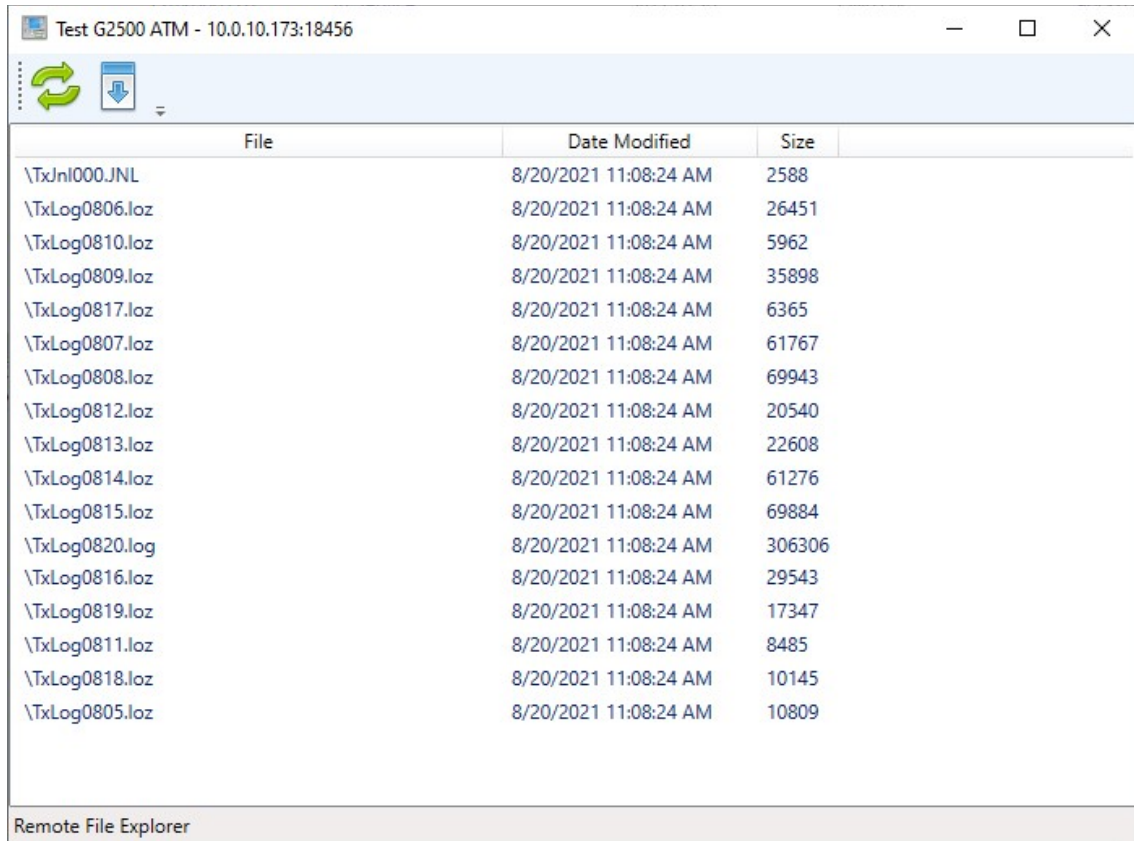 Test G2500 ATM - 10.0.10.173:18456
File Date Modified Size
\TxJnl000.JNL 8/20/2021 11:08:24 AM 2588
\TxLog0806.loz 8/20/2021 11:08:24 AM 26451
\TxLog0810.loz 8/20/2021 11:08:24 AM 5962
\TxLog0809.loz 8/20/2021 11:08:24 AM 35898
\TxLog0817.loz 8/20/2021 11:08:24 AM 6365
\TxLog0807.loz 8/20/2021 11:08:24 AM 61767
\TxLog0808.loz 8/20/2021 11:08:24 AM 69943
\TxLog0812.loz 8/20/2021 11:08:24 AM 20540
\TxLog0813.loz 8/20/2021 11:08:24 AM 22608
\TxLog0814.loz 8/20/2021 11:08:24 AM 61276
\TxLog0815.loz 8/20/2021 11:08:24 AM 69884
\TxLog0820.log 8/20/2021 11:08:24 AM 306306
\TxLog0816.loz 8/20/2021 11:08:24 AM 29543
\TxLog0819.loz 8/20/2021 11:08:24 AM 17347
\TxLog0811.loz 8/20/2021 11:08:24 AM 8485
\TxLog0818.loz 8/20/2021 11:08:24 AM 10145
\TxLog0805.loz 8/20/2021 11:08:24 AM 10809
Remote File Explorer